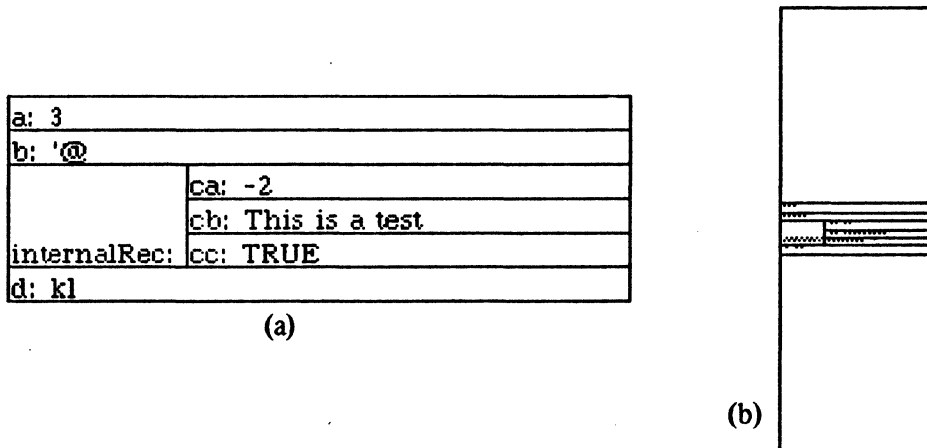 a: 3
b: '@
ca: -2
cb: This is a test
internalRec: cc: TRUE
d: kl
(a)
(b)